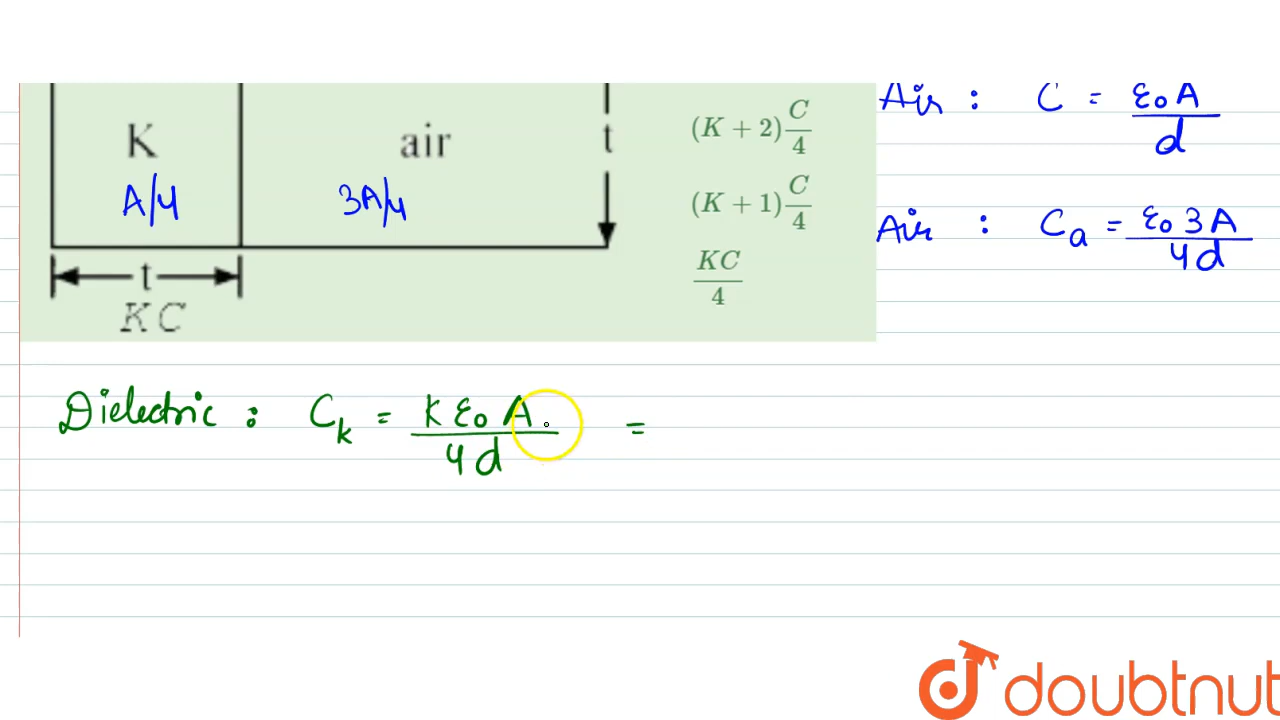 K
air
t
A/4
3A/4
t
KC
(K + 2) C/4
(K + 1) C/4
KC/4
Air : C = ε₀A/d
Air : Cₐ = ε₀3A/4d
Dielectric : Cₖ = kε₀A/4d =
doubtnut